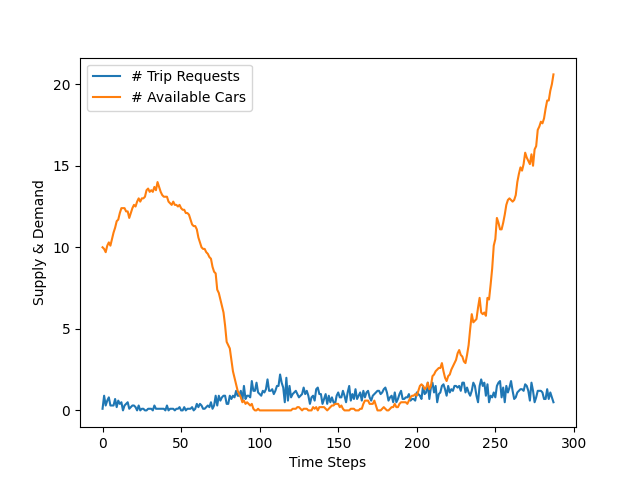 # Trip Requests
# Available Cars
20
15
10
5
0
Supply & Demand
0 50 100 150 200 250 300
Time Steps